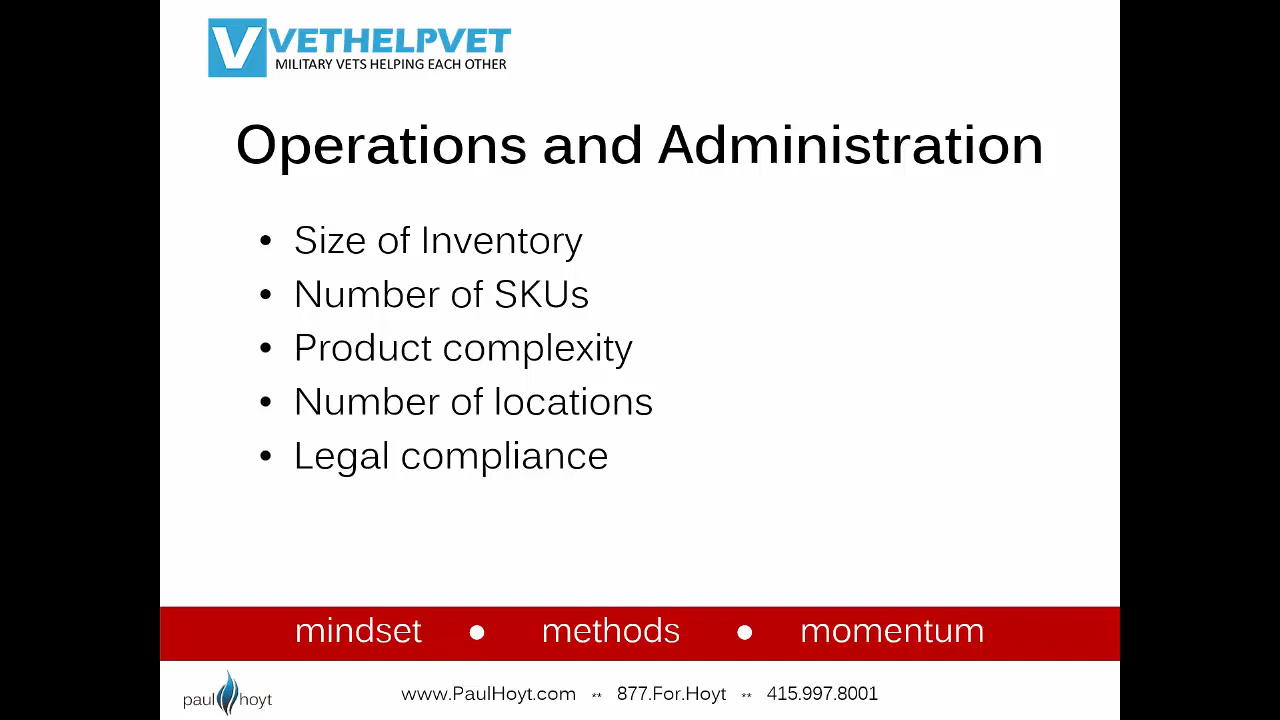 V VETHELPVET
MILITARY VETS HELPING EACH OTHER
Operations and Administration
• Size of Inventory
• Number of SKUs
• Product complexity
• Number of locations
• Legal compliance
mindset ● methods ● momentum
paul hoyt
www.PaulHoyt.com ** 877.For.Hoyt ** 415.997.8001